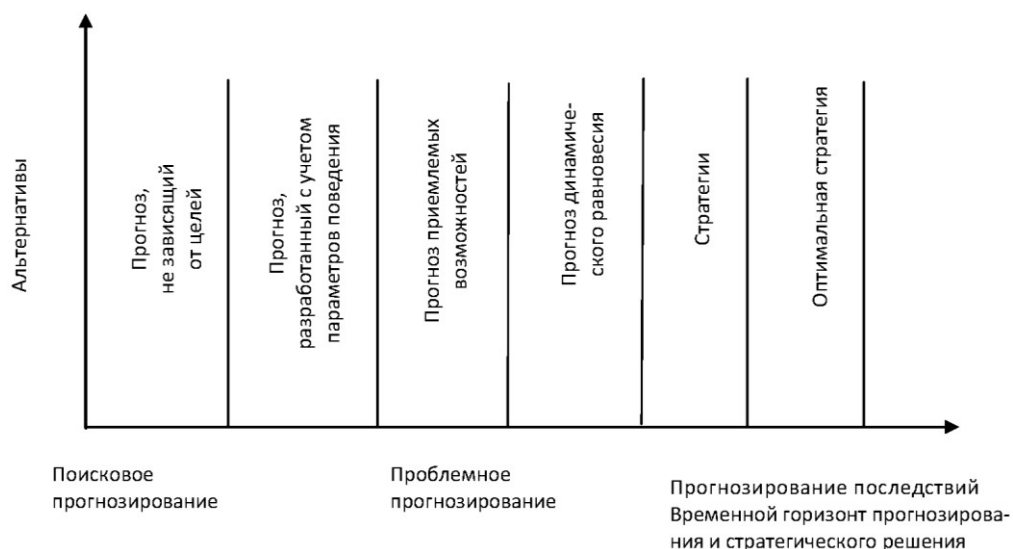 Альтернативы
Прогноз,
не зависящий
от целей
Прогноз,
разработанный с учетом
параметров поведения
Прогноз приемлемых
возможностей
Прогноз динамиче-
ского равновесия
Стратегии
Оптимальная стратегия
Поисковое
прогнозирование
Проблемное
прогнозирование
Прогнозирование последствий
Временной горизонт прогнозирова-
ния и стратегического решения